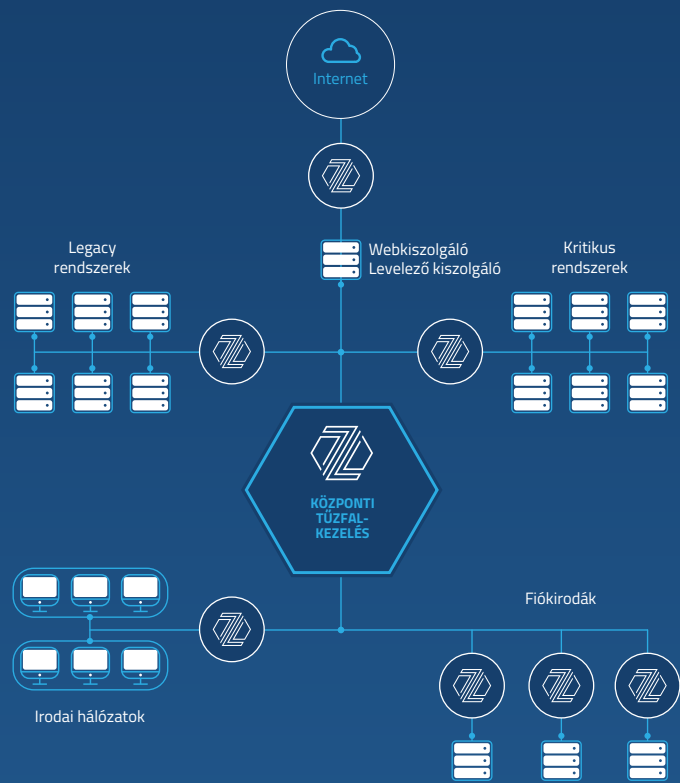 Internet
Legacy
rendszerek
Webkiszolgáló
Levelező kiszolgáló
Kritikus
rendszerek
KÖZPONTI
TŰZFAL-
KEZELÉS
Fiókirodák
Irodai hálózatok